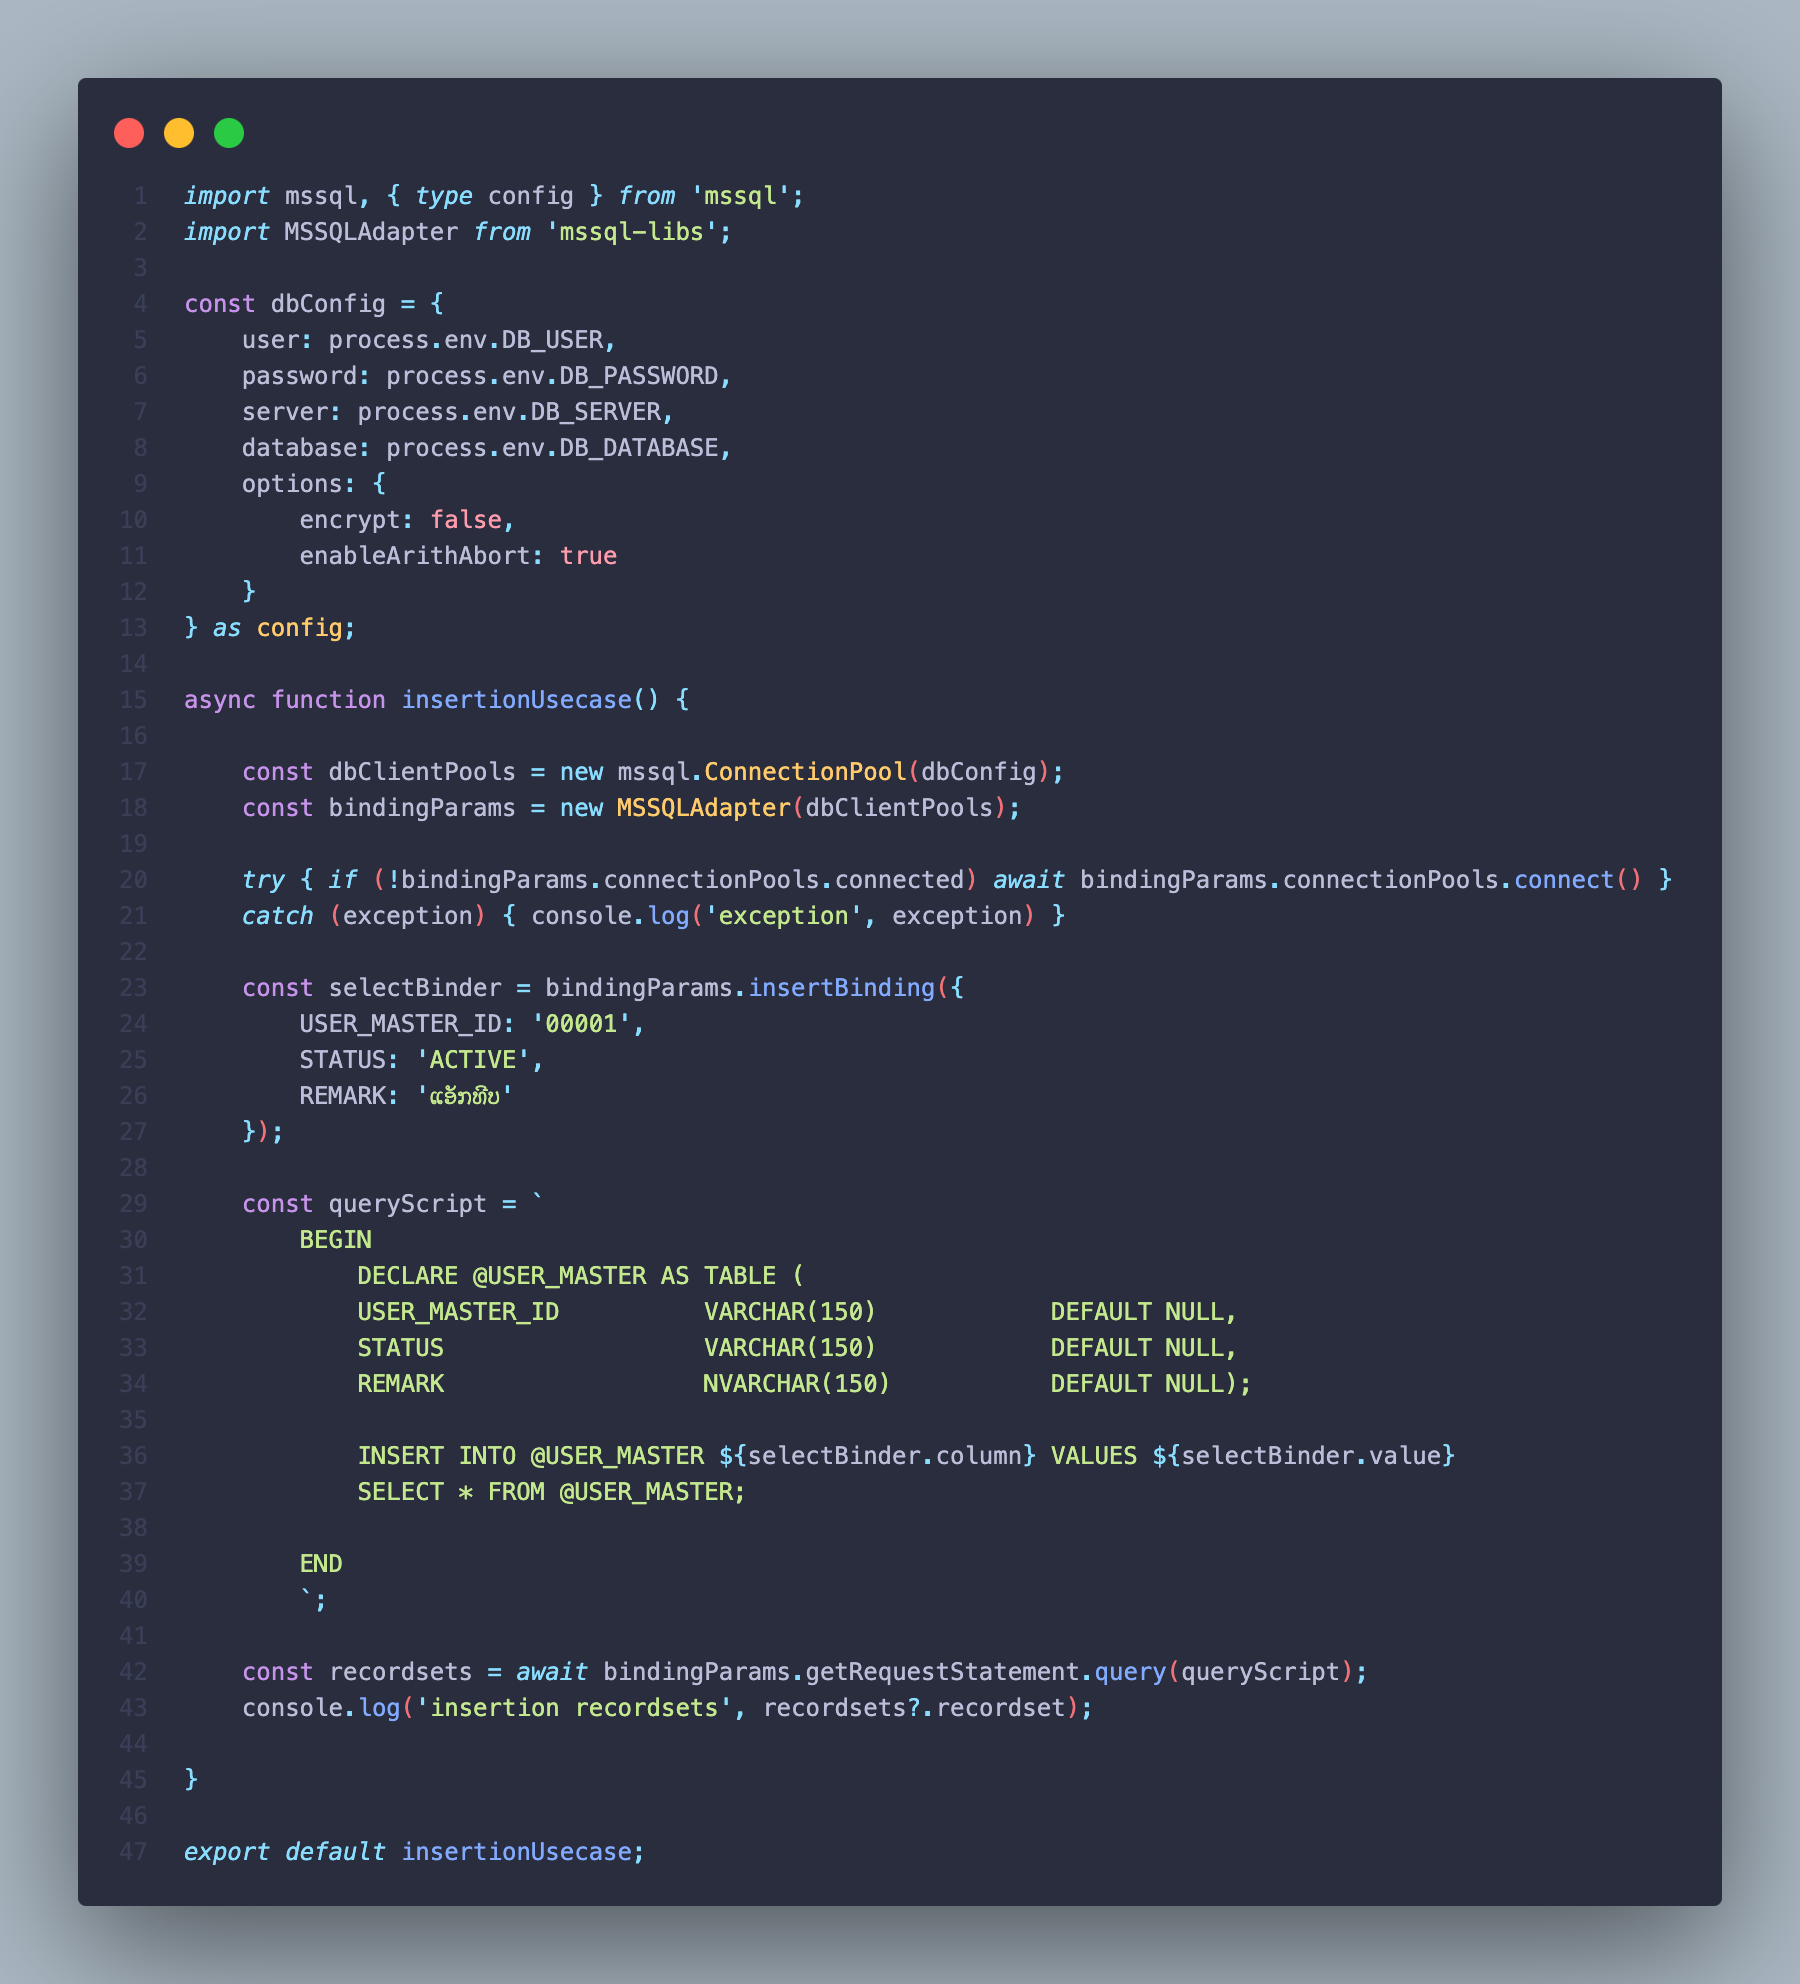 1 import mssql, { type config } from 'mssql';
2 import MSSQLAdapter from 'mssql-libs';
3
4 const dbConfig = {
5     user: process.env.DB_USER,
6     password: process.env.DB_PASSWORD,
7     server: process.env.DB_SERVER,
8     database: process.env.DB_DATABASE,
9     options: {
10         encrypt: false,
11         enableArithAbort: true
12     }
13 } as config;
14
15 async function insertionUsecase() {
16
17     const dbClientPools = new mssql.ConnectionPool(dbConfig);
18     const bindingParams = new MSSQLAdapter(dbClientPools);
19
20     try { if (!bindingParams.connectionPools.connected) await bindingParams.connectionPools.connect() }
21     catch (exception) { console.log('exception', exception) }
22
23     const selectBinder = bindingParams.insertBinding({
24         USER_MASTER_ID: '00001',
25         STATUS: 'ACTIVE',
26         REMARK: 'ແອັກທີບ'
27     });
28
29     const queryScript = `
30         BEGIN
31             DECLARE @USER_MASTER AS TABLE (
32             USER_MASTER_ID          VARCHAR(150)            DEFAULT NULL,
33             STATUS                  VARCHAR(150)            DEFAULT NULL,
34             REMARK                  NVARCHAR(150)           DEFAULT NULL);
35
36             INSERT INTO @USER_MASTER ${selectBinder.column} VALUES ${selectBinder.value}
37             SELECT * FROM @USER_MASTER;
38
39         END
40         `;
41
42     const recordsets = await bindingParams.getRequestStatement.query(queryScript);
43     console.log('insertion recordsets', recordsets?.recordset);
44
45 }
46
47 export default insertionUsecase;